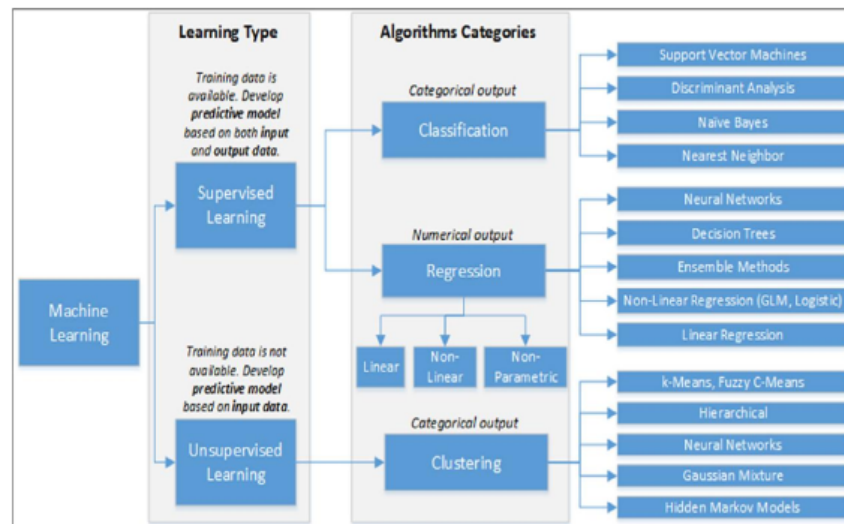 Learning Type
Algorithms Categories
Training data is
available. Develop
predictive model
based on both input
and output data.
Supervised
Learning
Machine
Learning
Training data is not
available. Develop
predictive model
based on input data.
Unsupervised
Learning
Categorical output
Classification
Numerical output
Regression
Linear
Non-
Linear
Non-
Parametric
Categorical output
Clustering
Support Vector Machines
Discriminant Analysis
Naïve Bayes
Nearest Neighbor
Neural Networks
Decision Trees
Ensemble Methods
Non-Linear Regression (GLM, Logistic)
Linear Regression
k-Means, Fuzzy C-Means
Hierarchical
Neural Networks
Gaussian Mixture
Hidden Markov Models